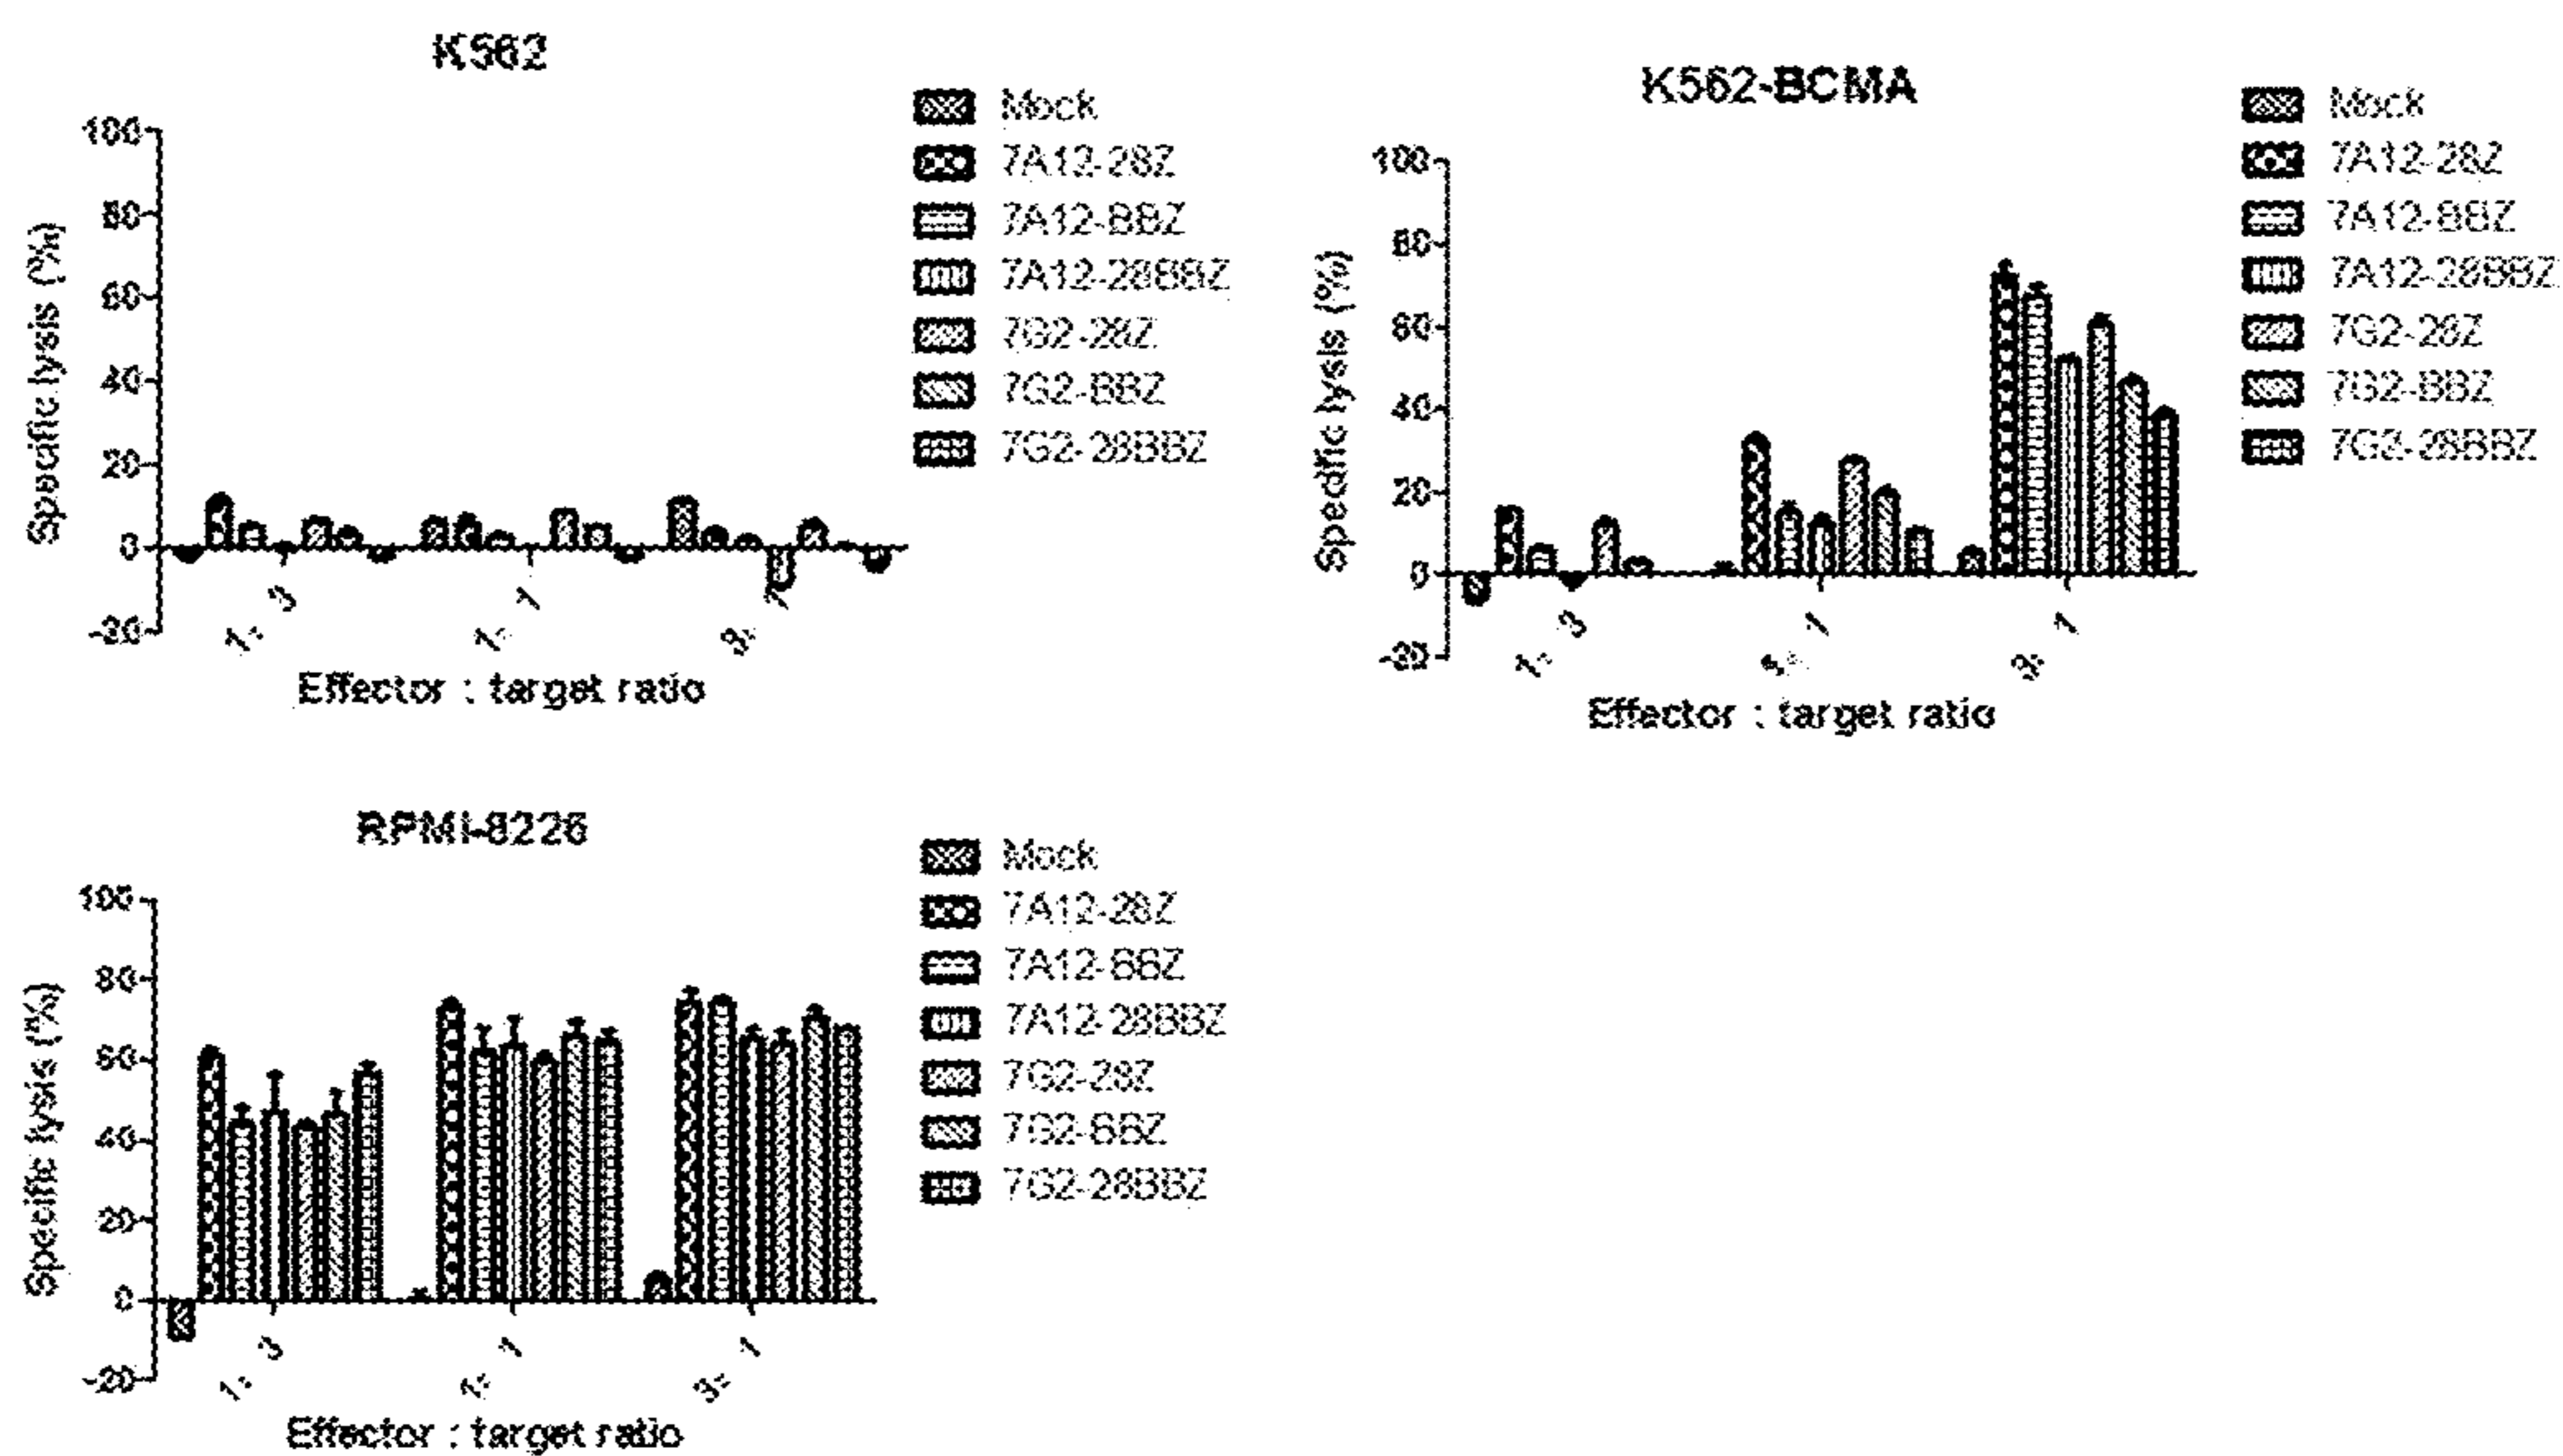 K562
100
80
60
40
20
0
-20
Specific lysis (%)
1: 3
1: 1
3: 1
Effector : target ratio
Mock
7A12-28Z
7A12-BBZ
7A12-28BBZ
7G2-28Z
7G2-BBZ
7G2-28BBZ
K562-BCMA
100
80
60
40
20
0
-20
Specific lysis (%)
1: 3
1: 1
3: 1
Effector : target ratio
Mock
7A12-28Z
7A12-BBZ
7A12-28BBZ
7G2-28Z
7G2-BBZ
7G2-28BBZ
RPMI-8226
100
80
60
40
20
0
-20
Specific lysis (%)
1: 3
1: 1
3: 1
Effector : target ratio
Mock
7A12-28Z
7A12-BBZ
7A12-28BBZ
7G2-28Z
7G2-BBZ
7G2-28BBZ